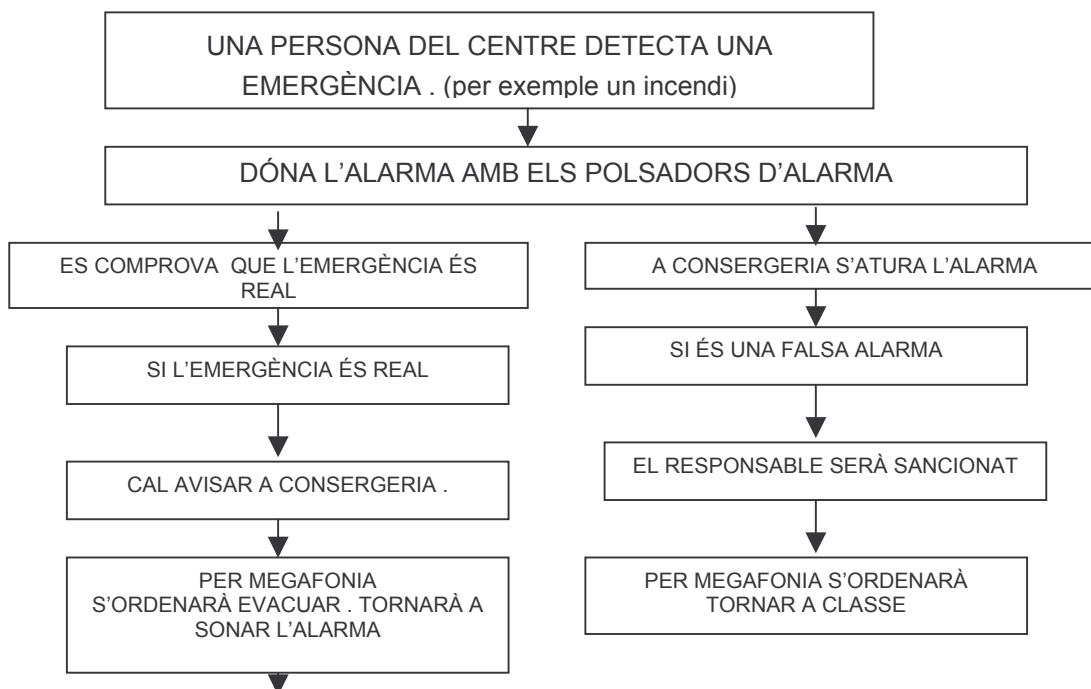 UNA PERSONA DEL CENTRE DETECTA UNA
EMERGÈNCIA . (per exemple un incendi)
DÓNA L’ALARMA AMB ELS POLSADORS D’ALARMA
ES COMPROVA QUE L’EMERGÈNCIA ÉS
REAL
SI L’EMERGÈNCIA ÉS REAL
CAL AVISAR A CONSERGERIA .
PER MEGAFONIA
S’ORDENARÀ EVACUAR . TORNARÀ A
SONAR L’ALARMA
A CONSERGERIA S’ATURA L’ALARMA
SI ÉS UNA FALSA ALARMA
EL RESPONSABLE SERÀ SANCIONAT
PER MEGAFONIA S’ORDENARÀ
TORNAR A CLASSE